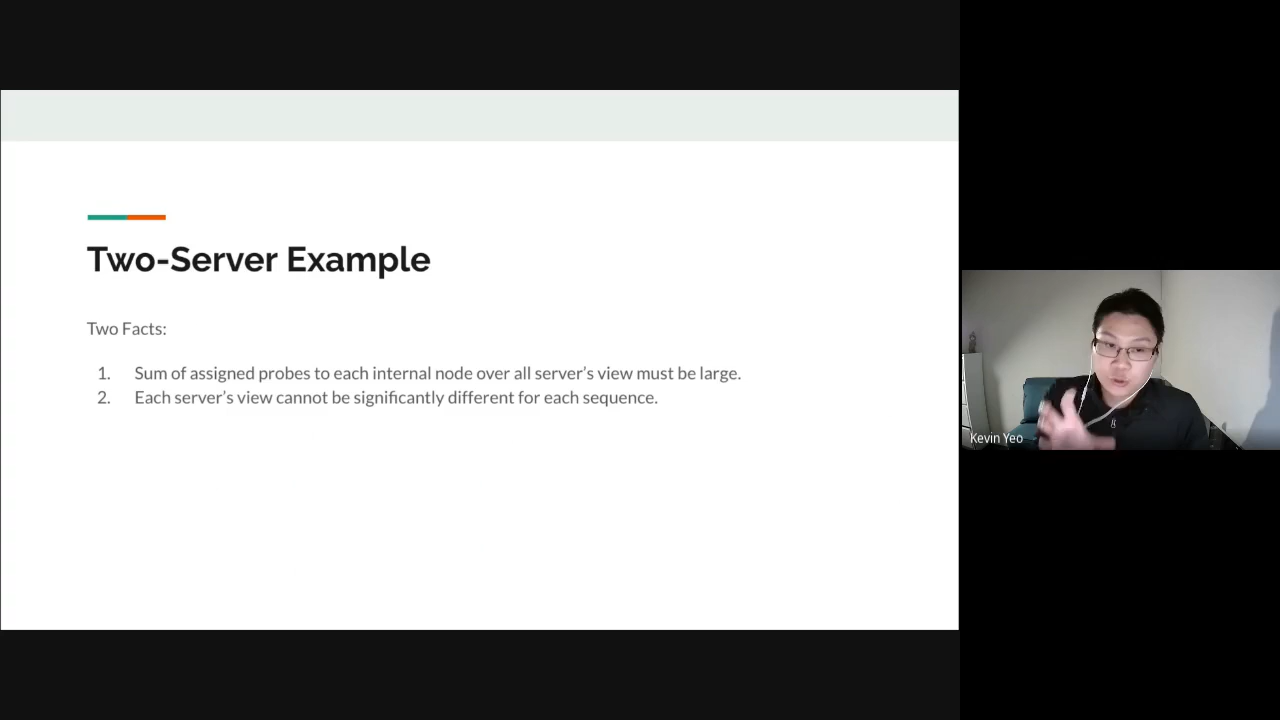 Two-Server Example
Two Facts:
1. Sum of assigned probes to each internal node over all server's view must be large.
2. Each server's view cannot be significantly different for each sequence.
Kevin Yeo